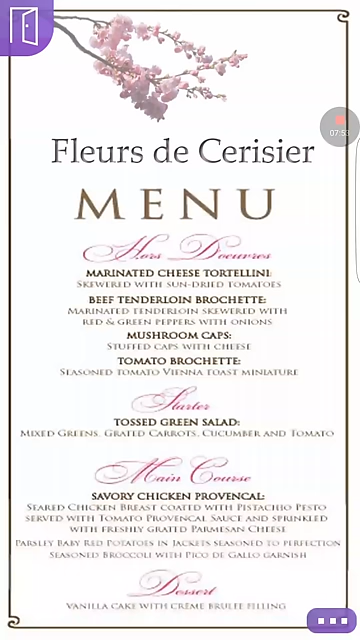 07:53
Fleurs de Cerisier
MENU
Hors Doeuvres
MARINATED CHEESE TORTELLINI:
SKEWERED WITH SUN-DRIED TOMATOES
BEEF TENDERLOIN BROCHETTE:
MARINATED TENDERLOIN SKEWERED WITH
RED & GREEN PEPPERS WITH ONIONS
MUSHROOM CAPS:
STUFFED CAPS WITH CHEESE
TOMATO BROCHETTE:
SEASONED TOMATO VIENNA TOAST MINIATURE
Starter
TOSSED GREEN SALAD:
MIXED GREENS, GRATED CARROTS, CUCUMBER AND TOMATO
Main Course
SAVORY CHICKEN PROVENCAL:
SEARED CHICKEN BREAST COATED WITH PISTACHIO PESTO
SERVED WITH TOMATO PROVENCAL SAUCE AND SPRINKLED
WITH FRESHLY GRATED PARMESAN CHEESE
PARSLEY BABY RED POTATOES IN JACKETS SEASONED TO PERFECTION
SEASONED BROCCOLI WITH PICO DE GALLO GARNISH
Dessert
VANILLA CAKE WITH CRÈME BRULEE FILLING